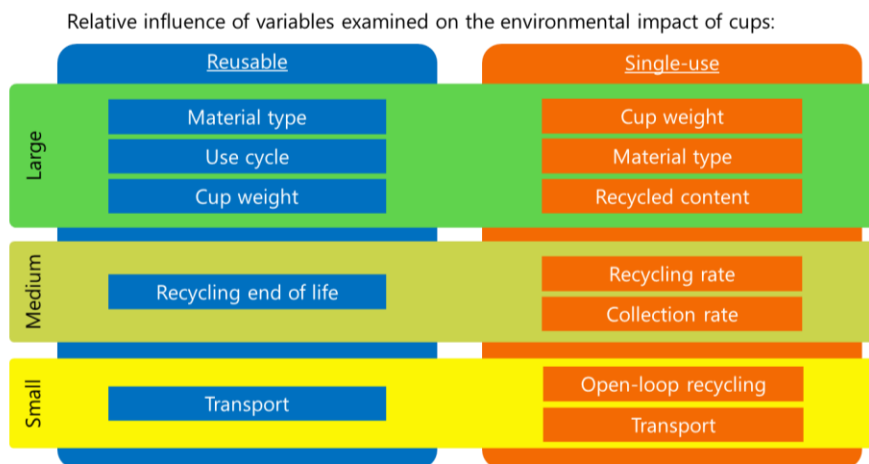 Relative influence of variables examined on the environmental impact of cups:
Reusable
Single-use
Large
Material type
Use cycle
Cup weight
Cup weight
Material type
Recycled content
Medium
Recycling end of life
Recycling rate
Collection rate
Small
Transport
Open-loop recycling
Transport